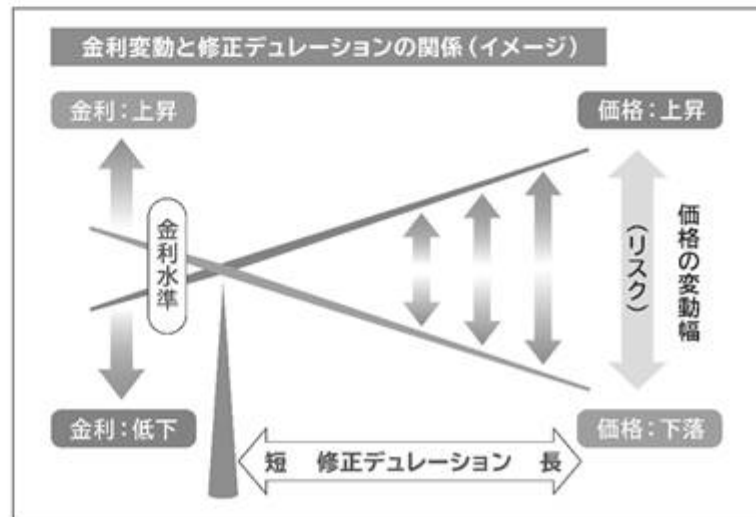 金利変動と修正デュレーションの関係(イメージ)
金利:上昇
価格:上昇
金利水準
価格の変動幅
(リスク)
金利:低下
短 修正デュレーション 長
価格:下落